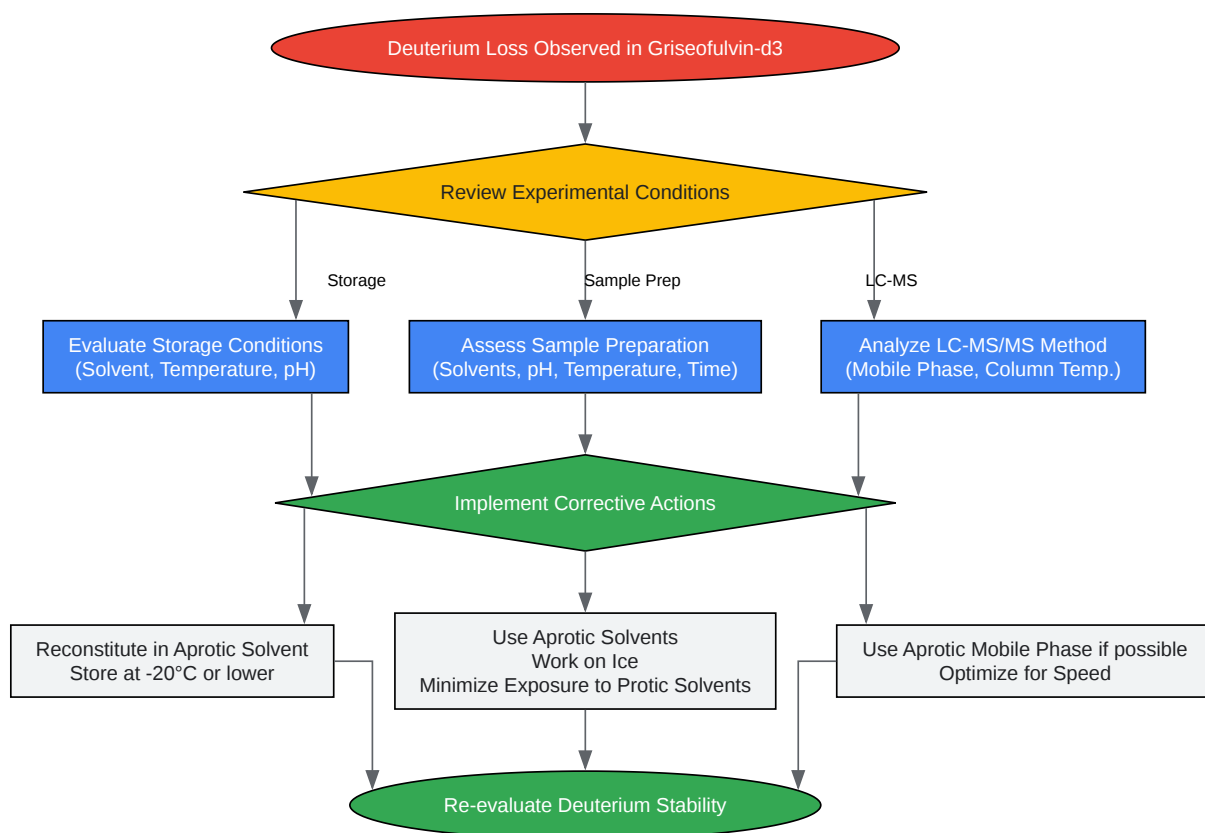 Deuterium Loss Observed in Griseofulvin-d3
Review Experimental Conditions
Storage
Sample Prep
LC-MS
Evaluate Storage Conditions
(Solvent, Temperature, pH)
Assess Sample Preparation
(Solvents, pH, Temperature, Time)
Analyze LC-MS/MS Method
(Mobile Phase, Column Temp.)
Implement Corrective Actions
Reconstitute in Aprotic Solvent
Store at -20°C or lower
Use Aprotic Solvents
Work on Ice
Minimize Exposure to Protic Solvents
Use Aprotic Mobile Phase if possible
Optimize for Speed
Re-evaluate Deuterium Stability